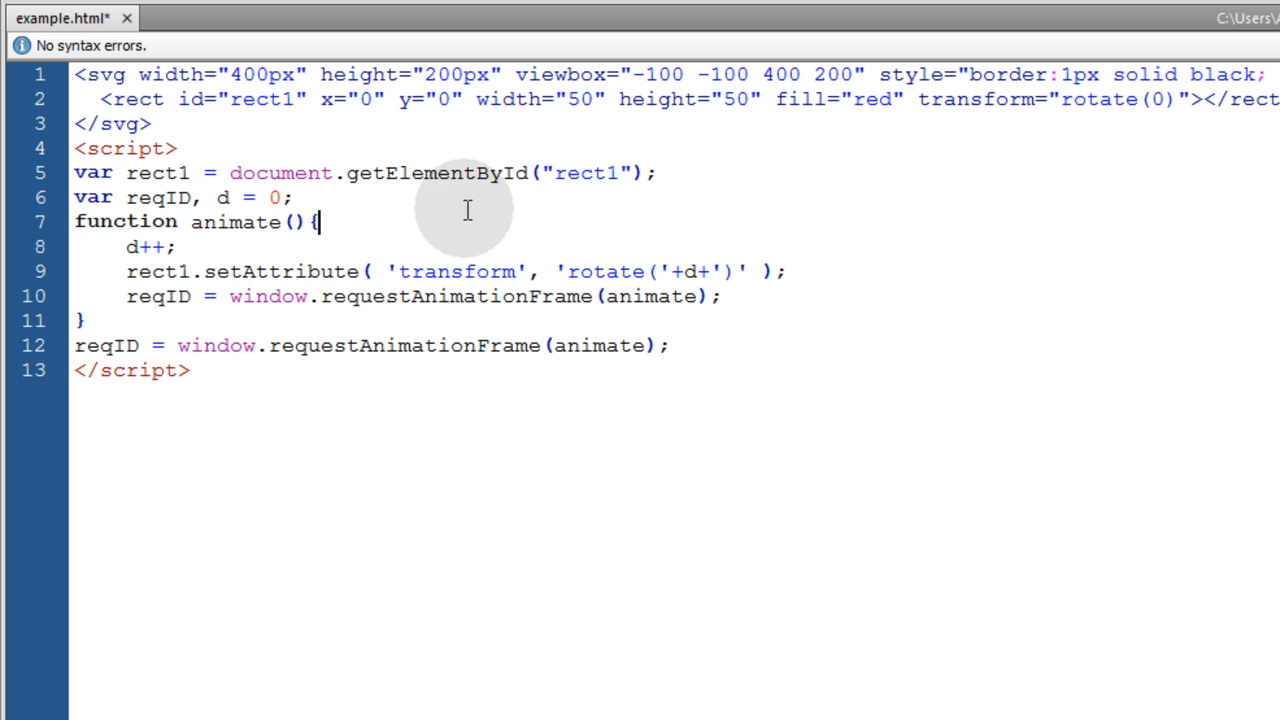 example.html* ×
C:\Users\
No syntax errors.
1 <svg width="400px" height="200px" viewbox="-100 -100 400 200" style="border:1px solid black;
2 <rect id="rect1" x="0" y="0" width="50" height="50" fill="red" transform="rotate(0)"></rect
3 </svg>
4 <script>
5 var rect1 = document.getElementById("rect1");
6 var reqID, d = 0;
7 function animate(){
8 d++;
9 rect1.setAttribute( 'transform', 'rotate('+d+')' );
10 reqID = window.requestAnimationFrame(animate);
11 }
12 reqID = window.requestAnimationFrame(animate);
13 </script>